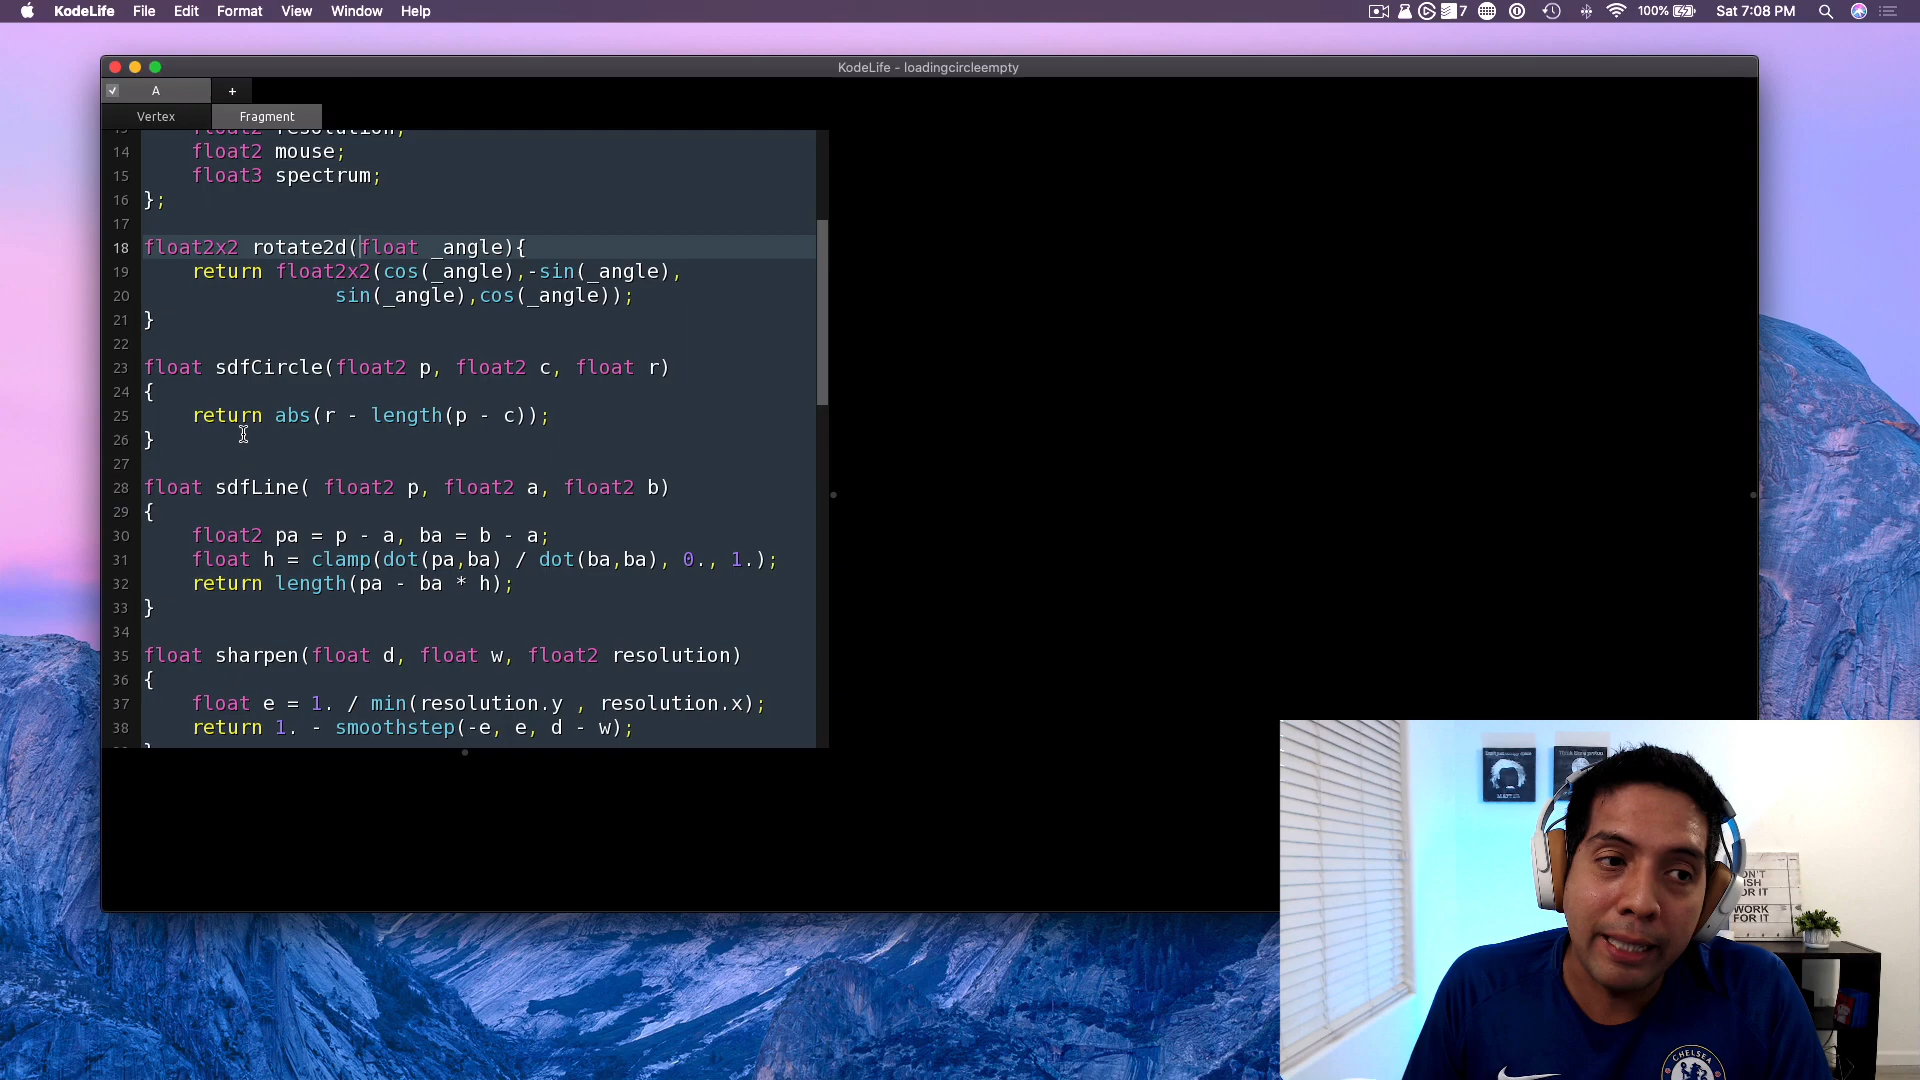 KodeLife File Edit Format View Window Help
7 100% Sat 7:08 PM
KodeLife - loadingcircleempty
A +
Vertex Fragment
14 float2 mouse;
15 float3 spectrum;
16 };
17
18 float2x2 rotate2d(float _angle){
19 return float2x2(cos(_angle),-sin(_angle),
20 sin(_angle),cos(_angle));
21 }
22
23 float sdfCircle(float2 p, float2 c, float r)
24 {
25 return abs(r - length(p - c));
26 }
27
28 float sdfLine( float2 p, float2 a, float2 b)
29 {
30 float2 pa = p - a, ba = b - a;
31 float h = clamp(dot(pa,ba) / dot(ba,ba), 0., 1.);
32 return length(pa - ba * h);
33 }
34
35 float sharpen(float d, float w, float2 resolution)
36 {
37 float e = 1. / min(resolution.y , resolution.x);
38 return 1. - smoothstep(-e, e, d - w);
WORK
FOR IT
CHELSEA